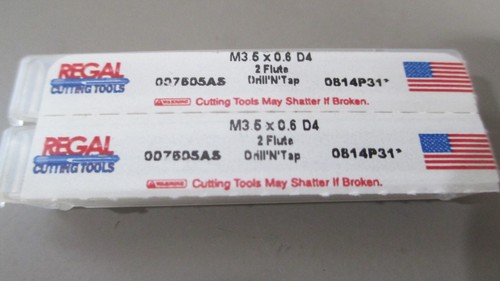 REGAL
CUTTING TOOLS
M3.5 x 0.6 D4
2 Flute
007605AS Drill'N'Tap 0814P31*
WARNING Cutting Tools May Shatter If Broken.
REGAL
CUTTING TOOLS
M3.5 x 0.6 D4
2 Flute
007605AS Drill'N'Tap 0814P31*
WARNING Cutting Tools May Shatter If Broken.